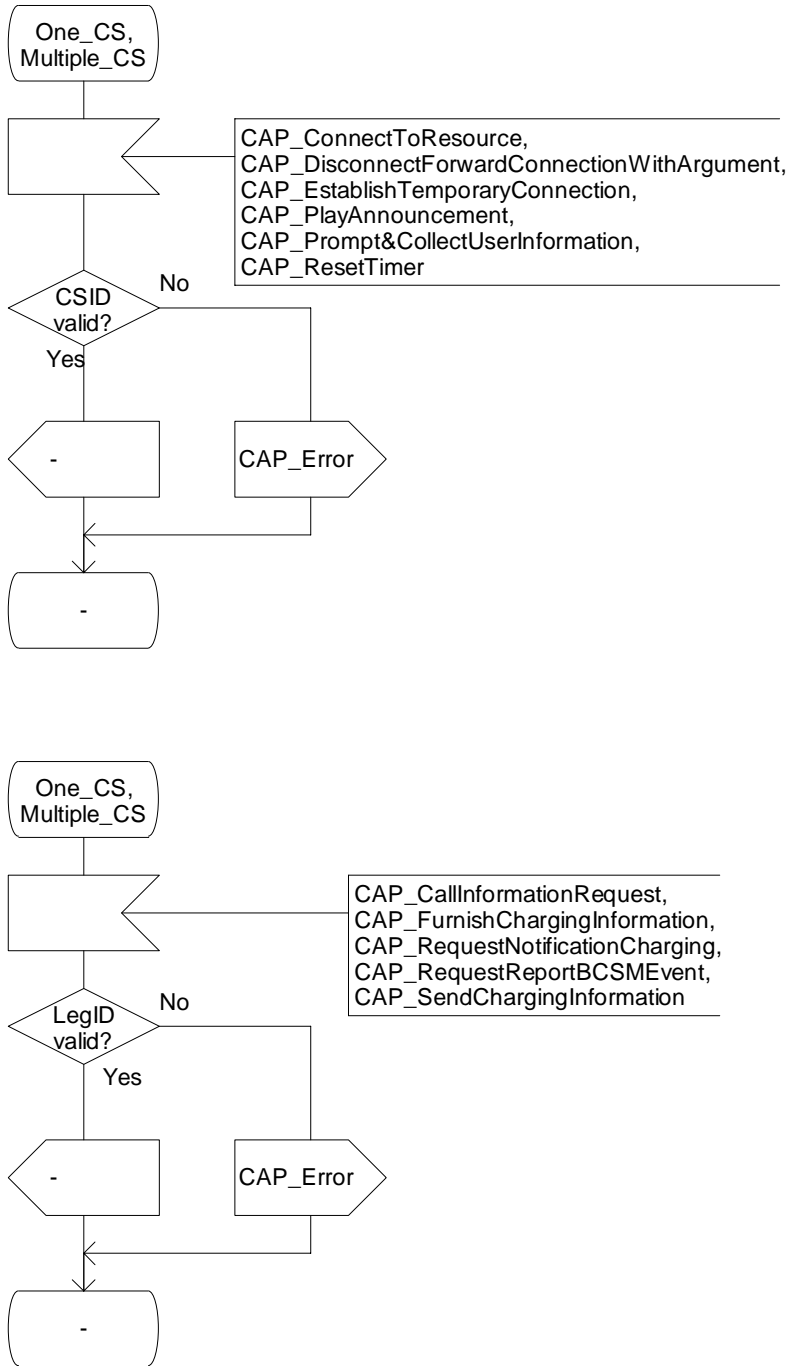 One_CS,
Multiple_CS
CAP_ConnectToResource,
CAP_DisconnectForwardConnectionWithArgument,
CAP_EstablishTemporaryConnection,
CAP_PlayAnnouncement,
CAP_Prompt&CollectUserInformation,
CAP_ResetTimer
CSID
valid?
No
Yes
-
CAP_Error
-
One_CS,
Multiple_CS
CAP_CallInformationRequest,
CAP_FurnishChargingInformation,
CAP_RequestNotificationCharging,
CAP_RequestReportBCSMEvent,
CAP_SendChargingInformation
LegID
valid?
No
Yes
-
CAP_Error
-